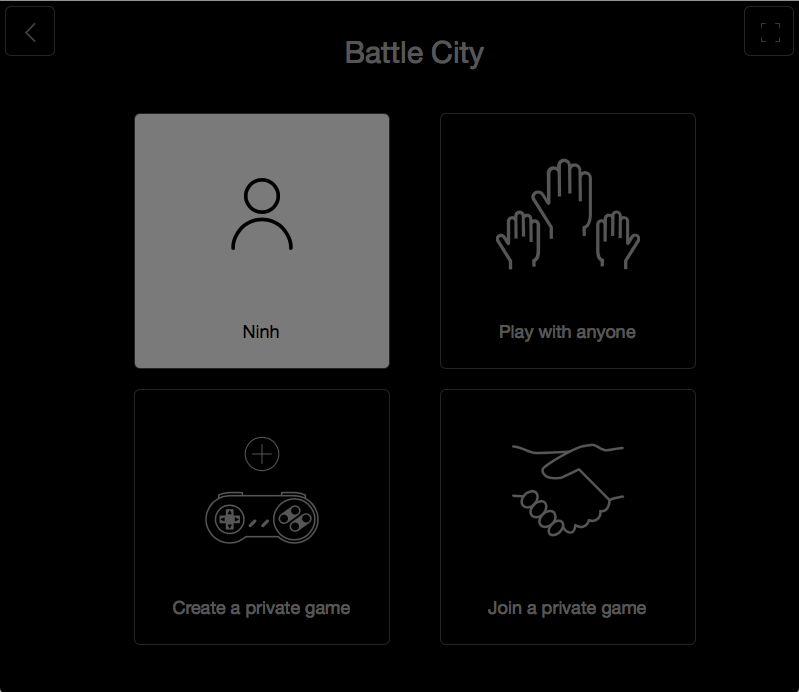 Battle City
Ninh
Play with anyone
Create a private game
Join a private game